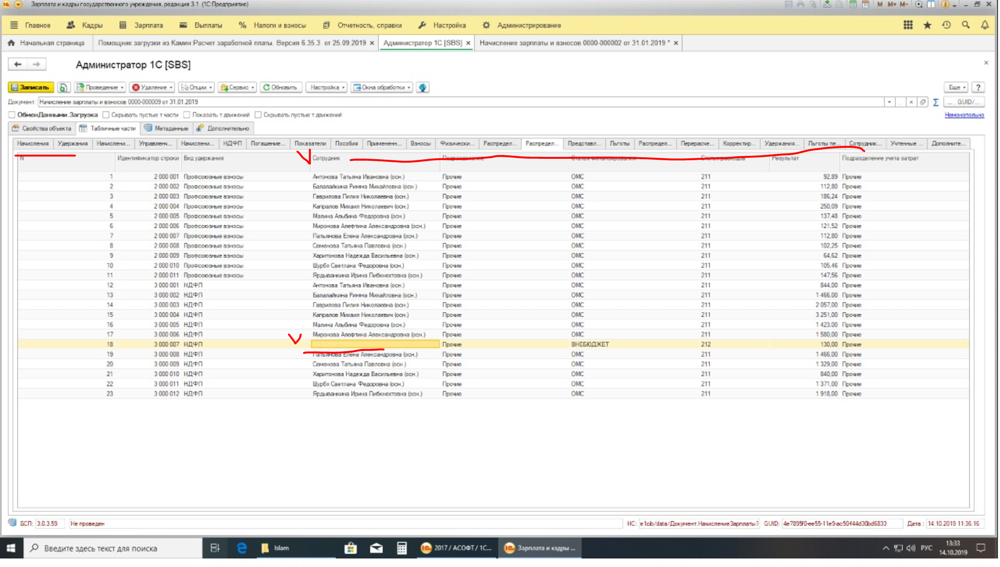 Зарплата и кадры государственного учреждения, редакция 3.1 (1С:Предприятие)
M M+ M-
Главное Кадры Зарплата Выплаты Налоги и взносы Отчетность, справки Настройка Администрирование
Начальная страница Помощник загрузки из Камин:Расчет заработной платы. Версия 6.35.3 от 25.09.2019 Администратор 1С [SBS] Начисление зарплаты и взносов 0000-000002 от 31.01.2019 *
Администратор 1С [SBS]
Записать Проведение Удаление Опции Сервис Обновить Настройка Окна обработки Еще ?
Документ: Начисление зарплаты и взносов 0000-000009 от 31.01.2019 Σ ... GUID/...
ОбменДанными.Загрузка Скрывать пустые т.части Показать т.движений Скрывать пустые т.движений Немонопольно
Свойства объекта Табличные части Метаданные Дополнительно
Начисления Удержания Начислени... Управленч... Начислени... НДФЛ Погашение... Показатели Пособия Примененн... Взносы Физически... Распредел... Распредел... Представл... Льготы Распредел... Перерасче... Корректир... Удержания... Льготы пе... Сотрудник... Учтенные ... Дополните...
N Идентификатор строки Вид удержания Сотрудник Подразделение Статья финансирования Статья расходов Результат Подразделение учета затрат
1 2 000 001 Профсоюзные взносы Антонова Татьяна Ивановна (осн.) Прочие ОМС 211 92,89 Прочие
2 2 000 002 Профсоюзные взносы Балалайкина Римма Михайловна (осн.) Прочие ОМС 211 112,80 Прочие
3 2 000 003 Профсоюзные взносы Гаврилова Лилия Николаевна (осн.) Прочие ОМС 211 186,24 Прочие
4 2 000 004 Профсоюзные взносы Капралов Михаил Николаевич (осн.) Прочие ОМС 211 250,09 Прочие
5 2 000 005 Профсоюзные взносы Малина Альбина Федоровна (осн.) Прочие ОМС 211 137,48 Прочие
6 2 000 006 Профсоюзные взносы Миронова Алефтина Александровна (осн.) Прочие ОМС 211 121,52 Прочие
7 2 000 007 Профсоюзные взносы Патьянова Елена Александровна (осн.) Прочие ОМС 211 112,80 Прочие
8 2 000 008 Профсоюзные взносы Семенова Татьяна Павловна (осн.) Прочие ОМС 211 102,25 Прочие
9 2 000 009 Профсоюзные взносы Харитонова Надежда Васильевна (осн.) Прочие ОМС 211 64,62 Прочие
10 2 000 010 Профсоюзные взносы Шурбя Светлана Федоровна (осн.) Прочие ОМС 211 105,46 Прочие
11 2 000 011 Профсоюзные взносы Ярдыванкина Ирина Либкнехтовна (осн.) Прочие ОМС 211 147,56 Прочие
12 3 000 001 НДФЛ Антонова Татьяна Ивановна (осн.) Прочие ОМС 211 844,00 Прочие
13 3 000 002 НДФЛ Балалайкина Римма Михайловна (осн.) Прочие ОМС 211 1 466,00 Прочие
14 3 000 003 НДФЛ Гаврилова Лилия Николаевна (осн.) Прочие ОМС 211 2 057,00 Прочие
15 3 000 004 НДФЛ Капралов Михаил Николаевич (осн.) Прочие ОМС 211 3 251,00 Прочие
16 3 000 005 НДФЛ Малина Альбина Федоровна (осн.) Прочие ОМС 211 1 423,00 Прочие
17 3 000 006 НДФЛ Миронова Алефтина Александровна (осн.) Прочие ОМС 211 1 580,00 Прочие
18 3 000 007 НДФЛ Прочие ВНЕБЮДЖЕТ 212 130,00 Прочие
19 3 000 008 НДФЛ Патьянова Елена Александровна (осн.) Прочие ОМС 211 1 466,00 Прочие
20 3 000 009 НДФЛ Семенова Татьяна Павловна (осн.) Прочие ОМС 211 1 329,00 Прочие
21 3 000 010 НДФЛ Харитонова Надежда Васильевна (осн.) Прочие ОМС 211 840,00 Прочие
22 3 000 011 НДФЛ Шурбя Светлана Федоровна (осн.) Прочие ОМС 211 1 371,00 Прочие
23 3 000 012 НДФЛ Ярдыванкина Ирина Либкнехтовна (осн.) Прочие ОМС 211 1 918,00 Прочие
БСП: 3.0.3.59 Не проведен НС: e1cib/data/Документ.НачислениеЗарплаты? GUID: 4e7895f0-ee55-11e9-ac50-f44d30bd6833 Дата : 14.10.2019 11:36:16
Введите здесь текст для поиска Islam 2017 / АСОФТ / 1С... Зарплата и кадры ... РУС 13:33
14.10.2019